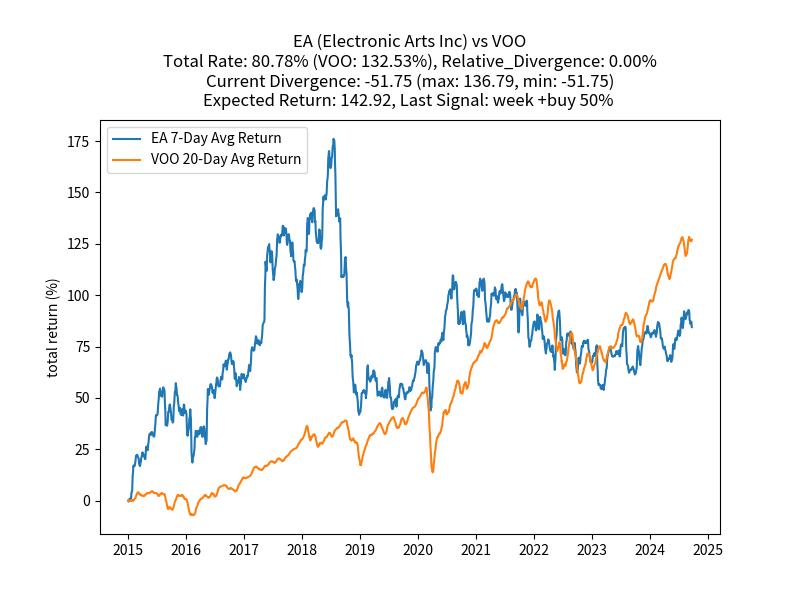 EA (Electronic Arts Inc) vs VOO
Total Rate: 80.78% (VOO: 132.53%), Relative_Divergence: 0.00%
Current Divergence: -51.75 (max: 136.79, min: -51.75)
Expected Return: 142.92, Last Signal: week +buy 50%
EA 7-Day Avg Return
VOO 20-Day Avg Return
total return (%)
175
150
125
100
75
50
25
0
2015 2016 2017 2018 2019 2020 2021 2022 2023 2024 2025